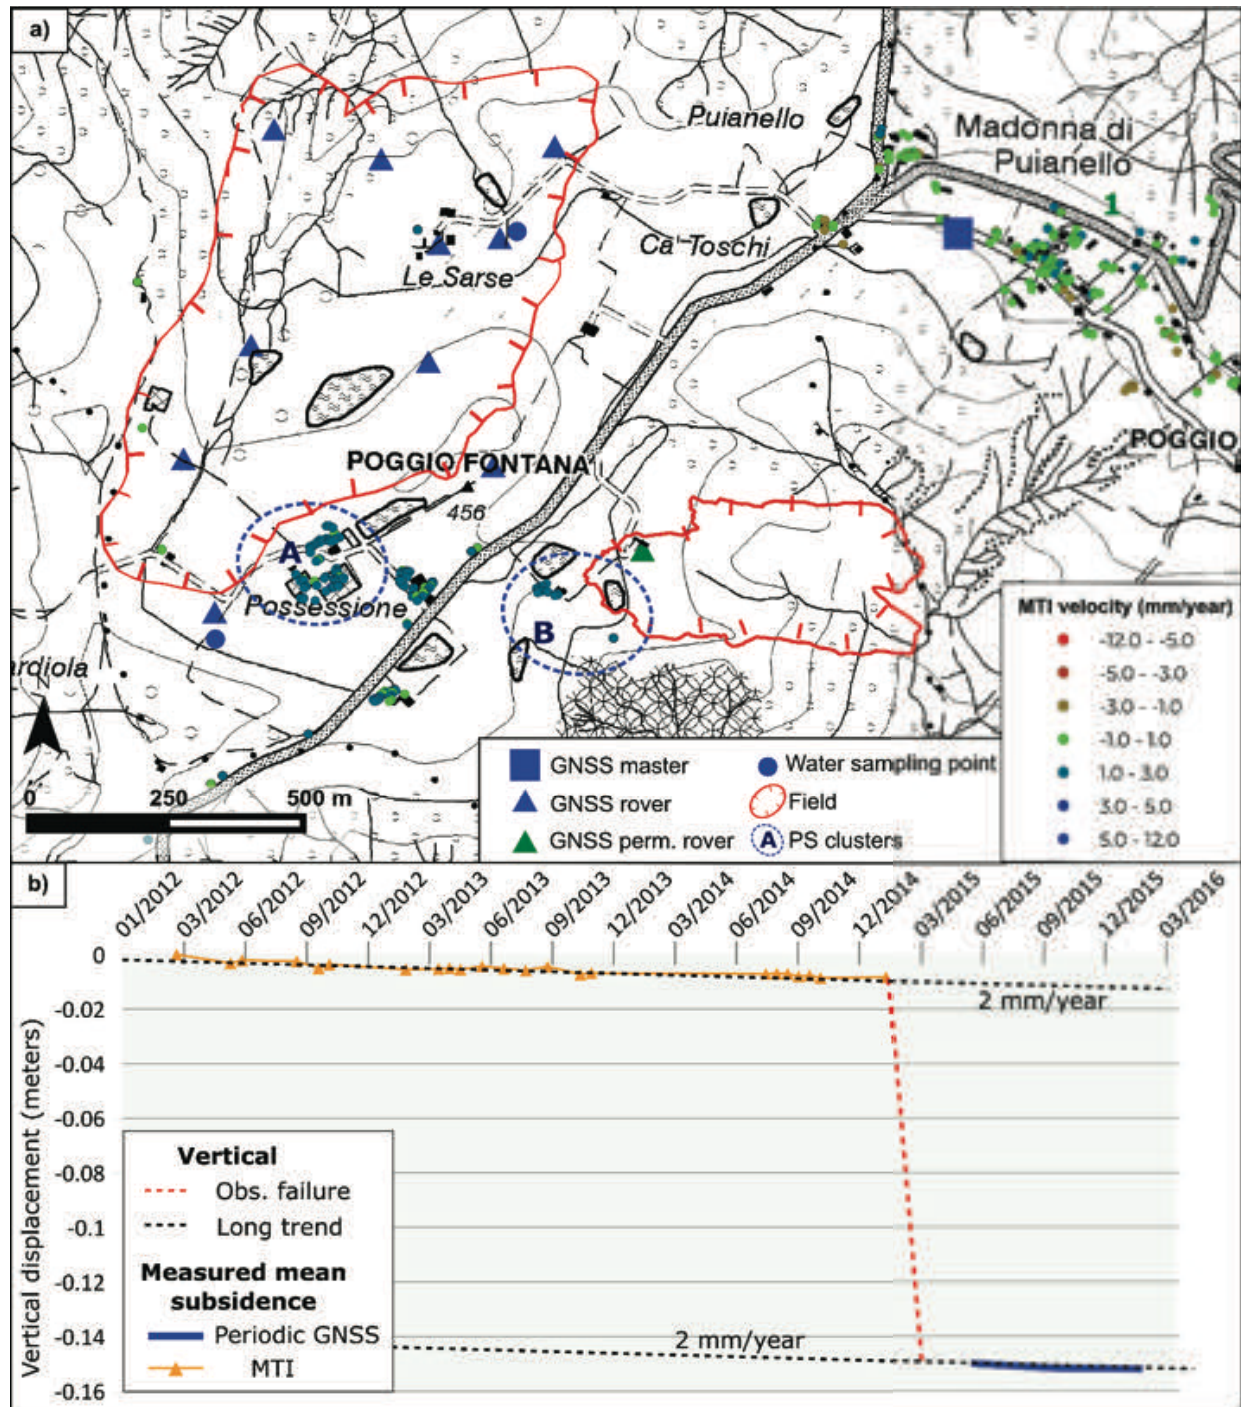 a)
Puianello
Madonna di
Puianello
1
Ca' Toschi
Le Sarse
POGGIO FONTANA
456
POGGIO
A
Possessione
B
ardiola
N
0 250 500 m
MTI velocity (mm/year)
-12.0 - -5.0
-5.0 - -3.0
-3.0 - -1.0
-1.0 - 1.0
1.0 - 3.0
3.0 - 5.0
5.0 - 12.0
GNSS master
GNSS rover
GNSS perm. rover
Water sampling point
Field
A PS clusters
b)
01/2012 03/2012 06/2012 09/2012 12/2012 03/2013 06/2013 09/2013 03/2014 06/2014 09/2014 12/2014 03/2015 06/2015 09/2015 12/2015 03/2016
Vertical displacement (meters)
0
-0.02
-0.04
-0.06
-0.08
-0.1
-0.12
-0.14
-0.16
2 mm/year
2 mm/year
Vertical
Obs. failure
Long trend
Measured mean
subsidence
Periodic GNSS
MTI